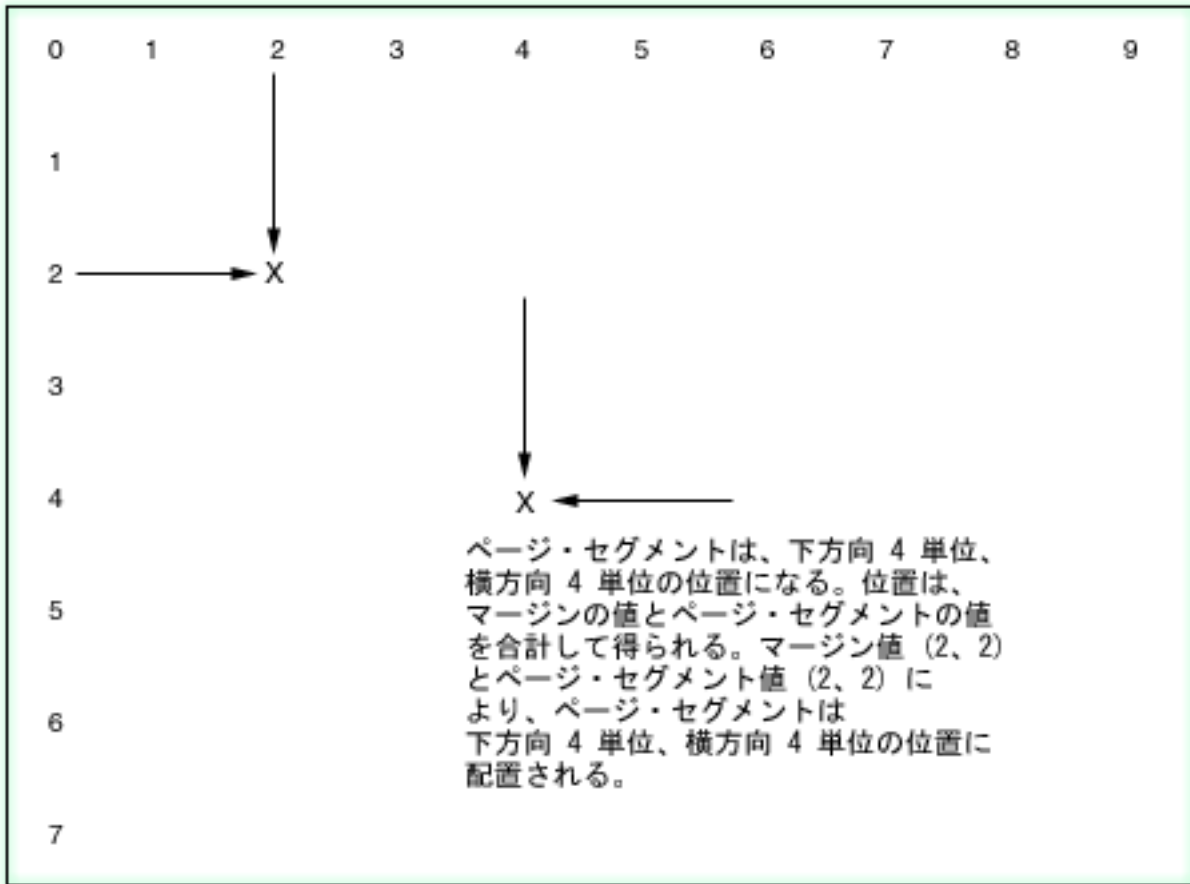 0 1 2 3 4 5 6 7 8 9
1
2 X
3
4 X
ページ・セグメントは、下方向 4 単位、
横方向 4 単位の位置になる。位置は、
5 マージンの値とページ・セグメントの値
を合計して得られる。マージン値 (2、2)
とページ・セグメント値 (2、2) に
6 より、ページ・セグメントは
下方向 4 単位、横方向 4 単位の位置に
配置される。
7